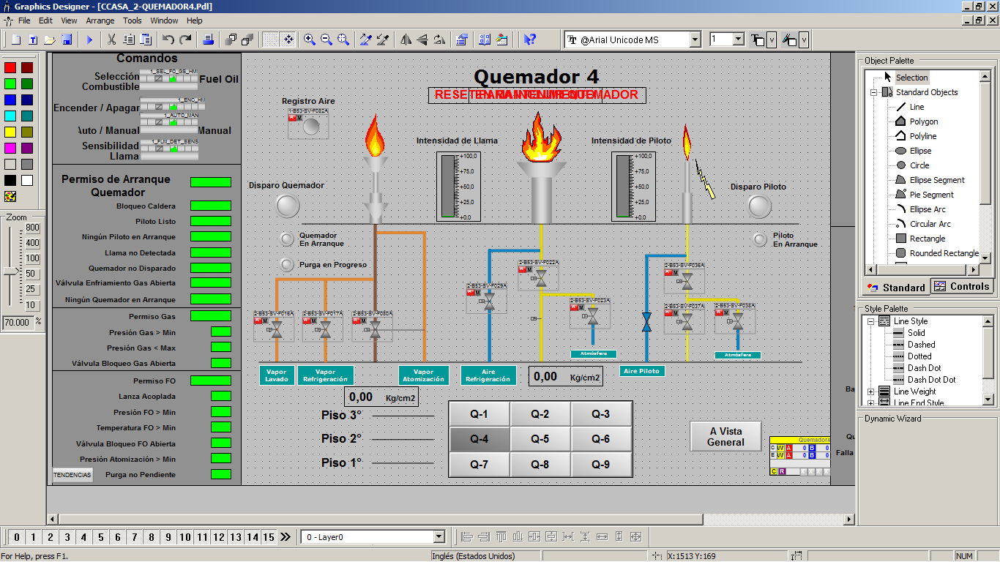 Graphics Designer - [CCASA_2-QUEMADOR4.Pdl]
File Edit View Arrange Tools Window Help
@Arial Unicode MS
1
Comandos
1_SEL_FO_GS_HMI
Selección
Combustible
Fuel Oil
1_ENC_HM
Encender / Apagar
1_AUTO_MAN
Auto / Manual
Manual
1_FLM_DET_SENS
Sensibilidad
Llama
Permiso de Arranque
Quemador
Bloqueo Caldera
Piloto Listo
Ningún Piloto en Arranque
Llama no Detectada
Quemador no Disparado
Válvula Enfriamiento Gas Abierta
Ningún Quemador en Arranque
Permiso Gas
Presión Gas > Min
Presión Gas < Max
Válvula Bloqueo Gas Abierta
Permiso FO
Lanza Acoplada
Presión FO > Min
Temperatura FO > Min
Válvula Bloqueo FO Abierta
Presión Atomización > Min
Purga no Pendiente
TENDENCIAS
Zoom
800
400
100
50
25
10
70.000 %
Quemador 4
Registro Aire
1-B53-SV-F082A
Intensidad de Llama
+100,0
+75,0
+50,0
+25,0
+0,0
Intensidad de Piloto
+100,0
+75,0
+50,0
+25,0
+0,0
Disparo Quemador
Disparo Piloto
Quemador
En Arranque
Purga en Progreso
Piloto
En Arranque
2-B53-SV-F022A
2-B53-SV-F036A
2-B53-SV-F029A
2-B53-SV-F023A
2-B53-SV-F037A
2-B53-SV-F038A
2-B53-SV-F016A
2-B53-SV-F017A
2-B53-SV-F080A
Atmósfera
Atmósfera
Vapor
Lavado
Vapor
Refrigeración
Vapor
Atomización
Aire
Refrigeración
0,00 Kg/cm2
Aire Piloto
0,00 Kg/cm2
Piso 3°
Piso 2°
Piso 1°
Q-1 Q-2 Q-3
Q-4 Q-5 Q-6
Q-7 Q-8 Q-9
A Vista
General
Quemador4
C W A 0 B 0
E W A 0 B 0
C R
Ba
Qu
Falla
Object Palette
Selection
Standard Objects
Line
Polygon
Polyline
Ellipse
Circle
Ellipse Segment
Pie Segment
Ellipse Arc
Circular Arc
Rectangle
Rounded Rectangle
Standard Controls
Style Palette
Line Style
Solid
Dashed
Dotted
Dash Dot
Dash Dot Dot
Line Weight
Line End Style
Dynamic Wizard
0 1 2 3 4 5 6 7 8 9 10 11 12 13 14 15
0 - Layer0
For Help, press F1.
Inglés (Estados Unidos)
X:1513 Y:169
NUM